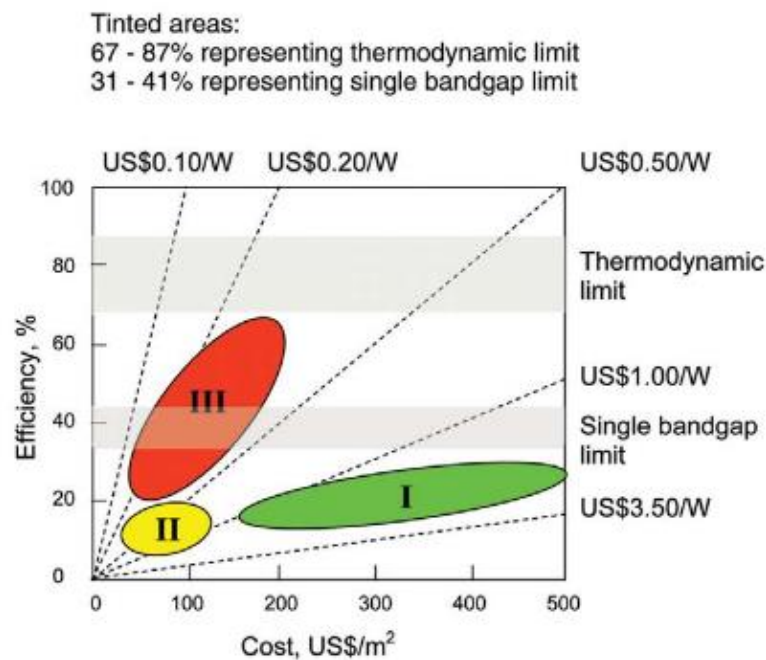 Tinted areas:
67 - 87% representing thermodynamic limit
31 - 41% representing single bandgap limit
US$0.10/W US$0.20/W US$0.50/W
100
80
60
40
20
0
Efficiency, %
Thermodynamic
limit
US$1.00/W
Single bandgap
limit
US$3.50/W
III
II
I
0 100 200 300 400 500
Cost, US$/m²